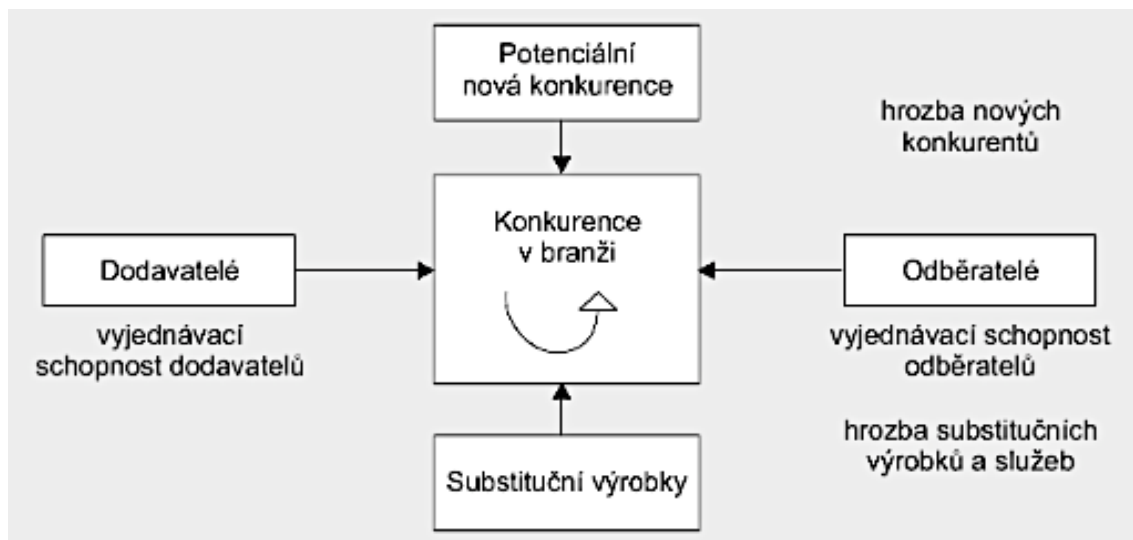 Potenciální
nová konkurence
hrozba nových
konkurentů
Konkurence
v branži
Dodavatelé
Odběratelé
vyjednávací
schopnost dodavatelů
vyjednávací schopnost
odběratelů
hrozba substitučních
výrobků a služeb
Substituční výrobky